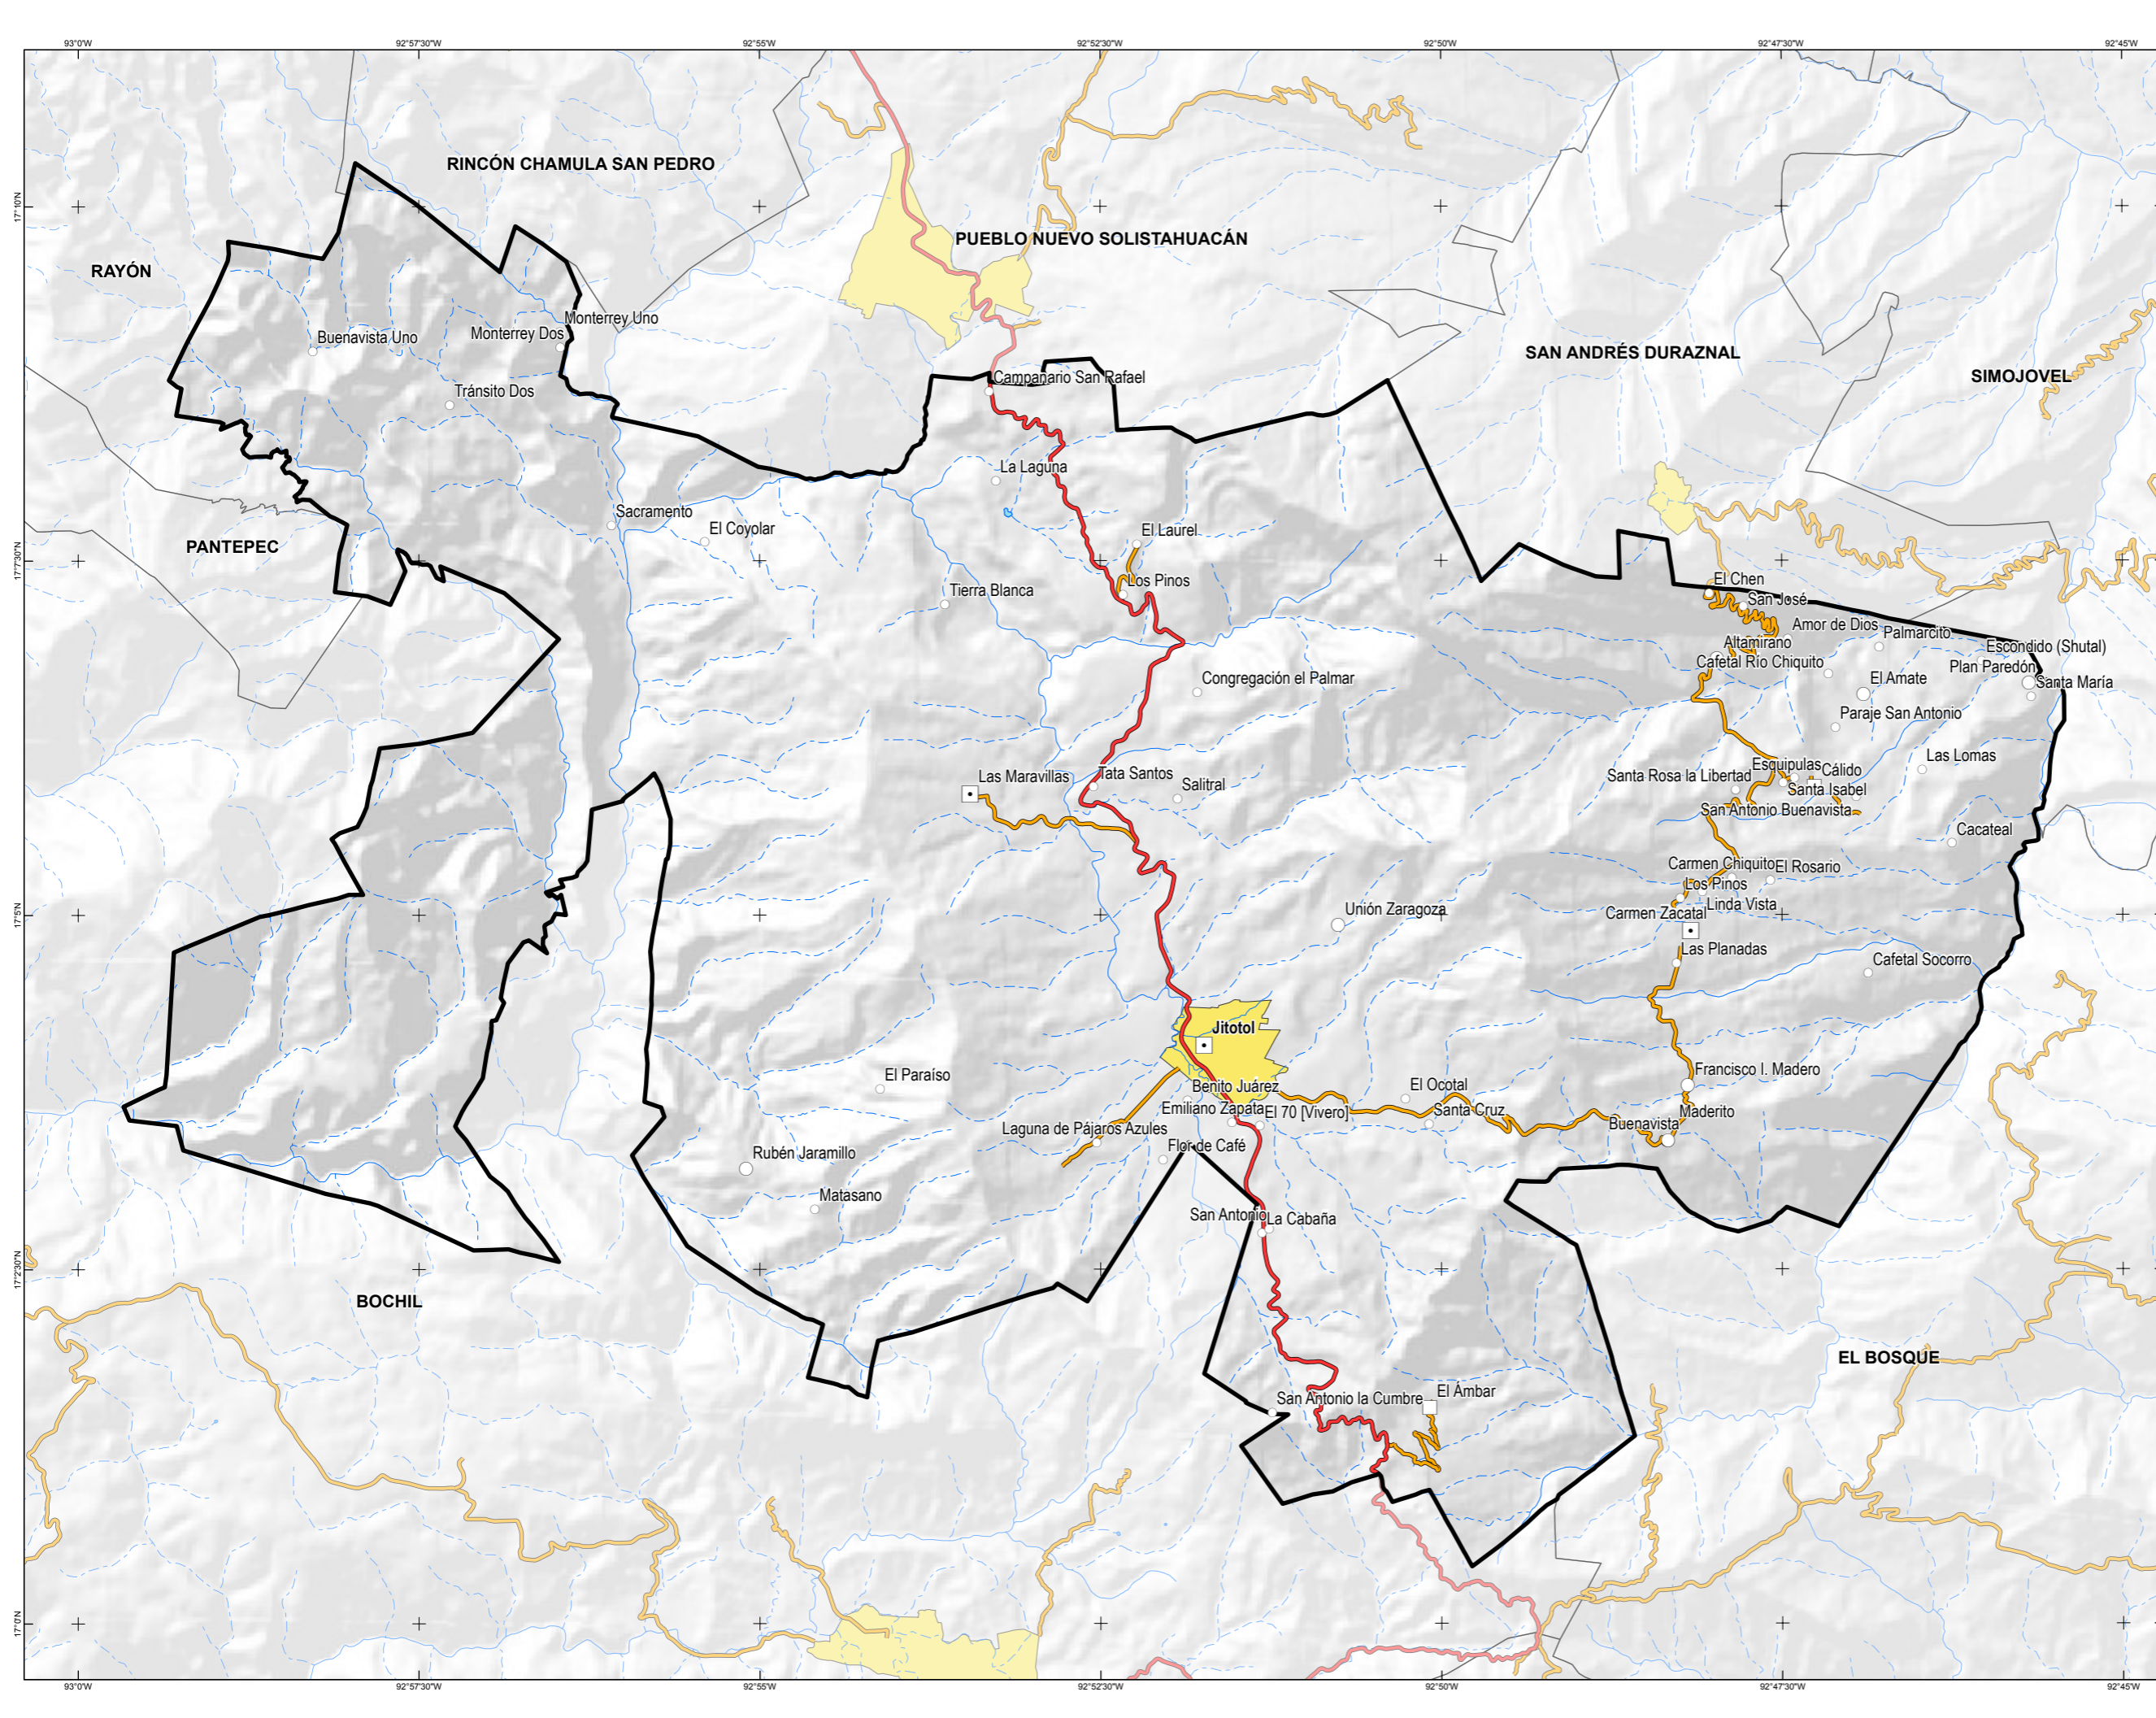 93°0'W
92°57'30"W
92°55'W
92°52'30"W
92°50'W
92°47'30"W
92°45'W
17°10'N
17°7'30"N
17°5'N
17°2'30"N
17°0'N
RINCÓN CHAMULA SAN PEDRO
PUEBLO NUEVO SOLISTAHUACÁN
RAYÓN
Buenavista Uno
Monterrey Dos
Monterrey Uno
SAN ANDRÉS DURAZNAL
SIMOJOVEL
Campanario San Rafael
Tránsito Dos
La Laguna
Sacramento
El Coyolar
El Laurel
PANTEPEC
Los Pinos
Tierra Blanca
El Chen
San José
Amor de Dios
Palmarcito
Altamirano
Escondido (Shutal)
Cafetal Río Chiquito
Plan Paredón
Congregación el Palmar
El Amate
Santa María
Paraje San Antonio
Las Lomas
Esquipulas
Cálido
Las Maravillas
Tata Santos
Salitral
Santa Rosa la Libertad
Santa Isabel
San Antonio Buenavista
Cacateal
Carmen Chiquito
El Rosario
Los Pinos
Linda Vista
Unión Zaragoza
Carmen Zacatal
Las Planadas
Cafetal Socorro
Jitotol
El Paraíso
Francisco I. Madero
Benito Juárez
El Ocotal
Emiliano Zapata
El 70 [Vivero]
Santa Cruz
Maderito
Laguna de Pájaros Azules
Buenavista
Flor de Café
Rubén Jaramillo
Matasano
San Antonio
La Cabaña
BOCHIL
EL BOSQUE
San Antonio la Cumbre
El Ámbar
93°0'W
92°57'30"W
92°55'W
92°52'30"W
92°50'W
92°47'30"W
92°45'W